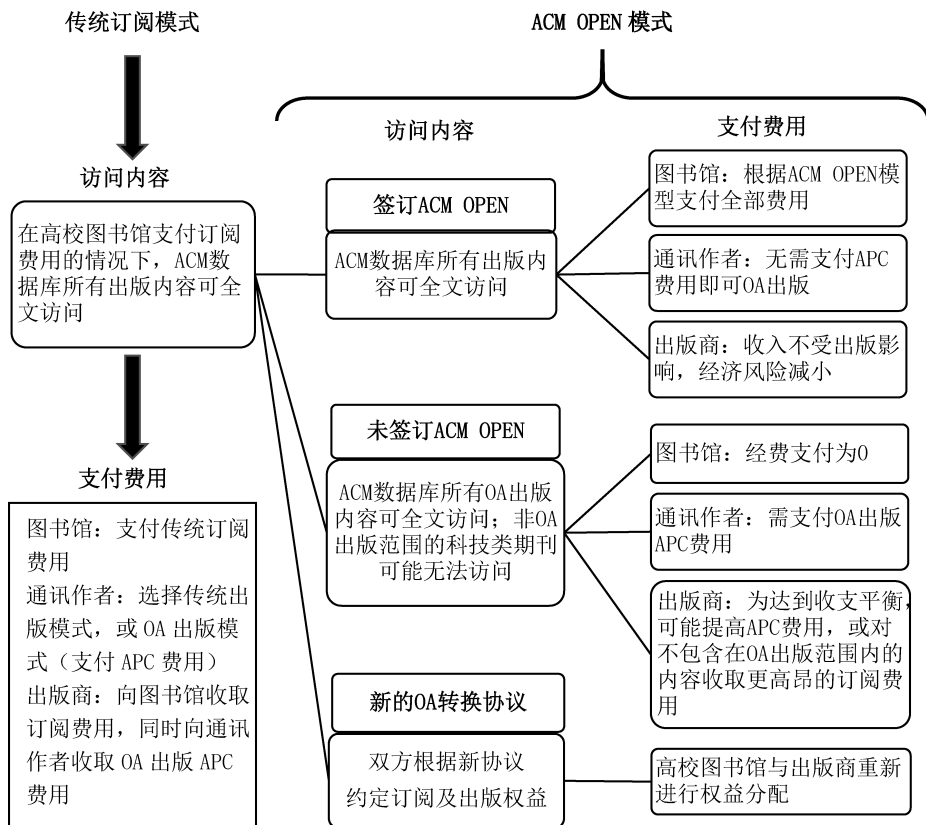 传统订阅模式
访问内容
在高校图书馆支付订阅
费用的情况下，ACM数
据库所有出版内容可全
文访问
支付费用
图书馆：支付传统订阅
费用
通讯作者：选择传统出
版模式，或 OA 出版模
式（支付 APC 费用）
出版商：向图书馆收取
订阅费用，同时向通讯
作者收取 OA 出版 APC
费用
ACM OPEN 模式
访问内容
支付费用
签订ACM OPEN
ACM数据库所有出版内
容可全文访问
图书馆：根据ACM OPEN模
型支付全部费用
通讯作者：无需支付APC
费用即可OA出版
出版商：收入不受出版影
响，经济风险减小
未签订ACM OPEN
ACM数据库所有OA出版
内容可全文访问；非OA
出版范围的科技类期刊
可能无法访问
图书馆：经费支付为0
通讯作者：需支付OA出版
APC费用
出版商：为达到收支平衡，
可能提高APC费用，或对
不包含在OA出版范围内的
内容收取更高昂的订阅费
用
新的OA转换协议
双方根据新协议
约定订阅及出版权益
高校图书馆与出版商重新
进行权益分配